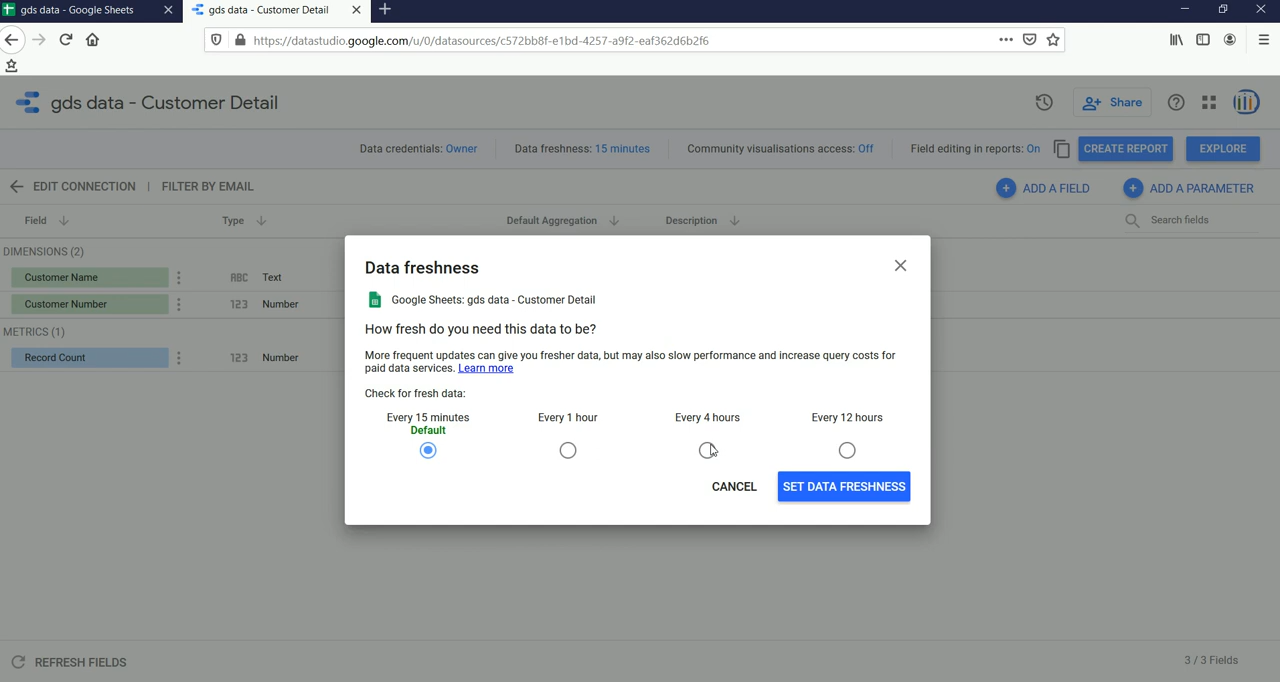 gds data - Google Sheets
gds data - Customer Detail
https://datastudio.google.com/u/0/datasources/c572bb8f-e1bd-4257-a9f2-eaf362d6b2f6
gds data - Customer Detail
Share
Data credentials: Owner
Data freshness: 15 minutes
Community visualisations access: Off
Field editing in reports: On
CREATE REPORT
EXPLORE
EDIT CONNECTION | FILTER BY EMAIL
ADD A FIELD
ADD A PARAMETER
Field
Type
Default Aggregation
Description
Search fields
DIMENSIONS (2)
Customer Name
ABC Text
Customer Number
123 Number
METRICS (1)
Record Count
123 Number
Data freshness
Google Sheets: gds data - Customer Detail
How fresh do you need this data to be?
More frequent updates can give you fresher data, but may also slow performance and increase query costs for
paid data services. Learn more
Check for fresh data:
Every 15 minutes
Default
Every 1 hour
Every 4 hours
Every 12 hours
CANCEL
SET DATA FRESHNESS
REFRESH FIELDS
3 / 3 Fields